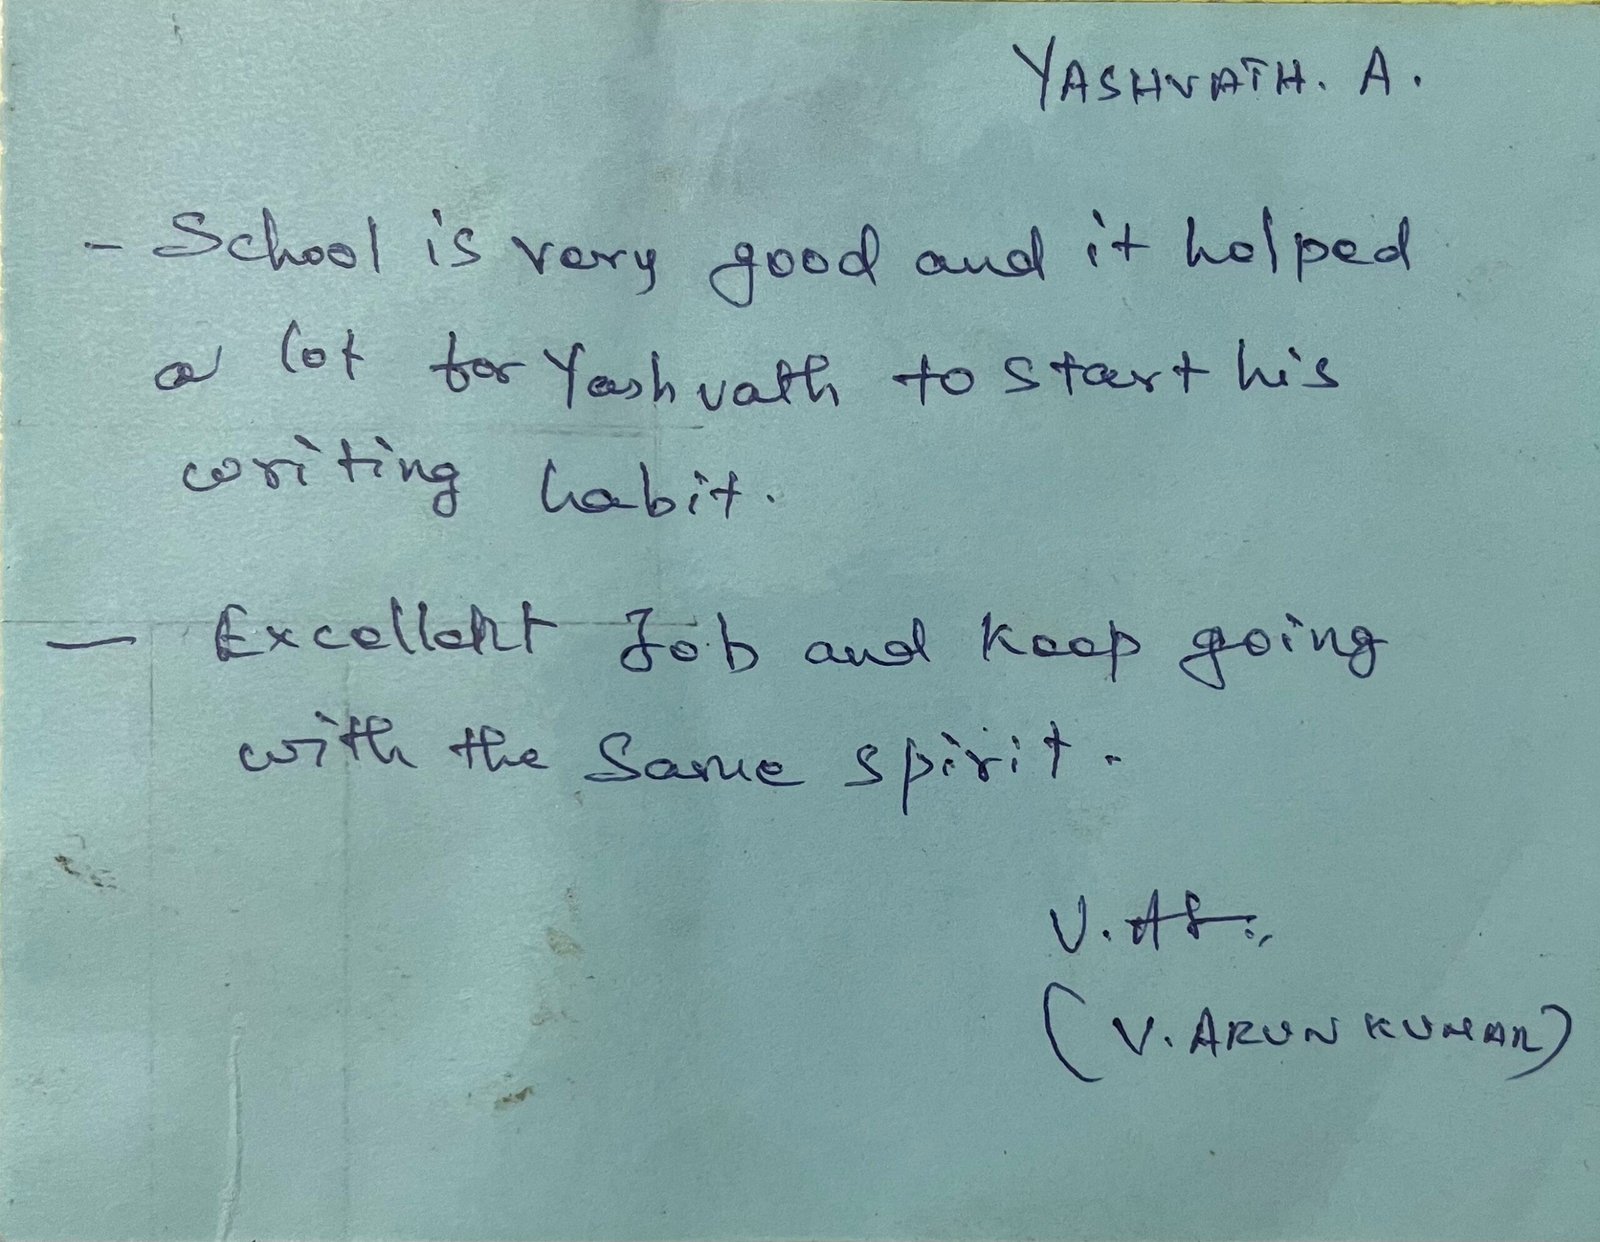 YASHVATH. A.
- School is very good and it helped
a lot for Yashvath to start his
writing habit.
— Excellent Job and keep going
with the same spirit.
V.
(V. ARUN KUMAR)